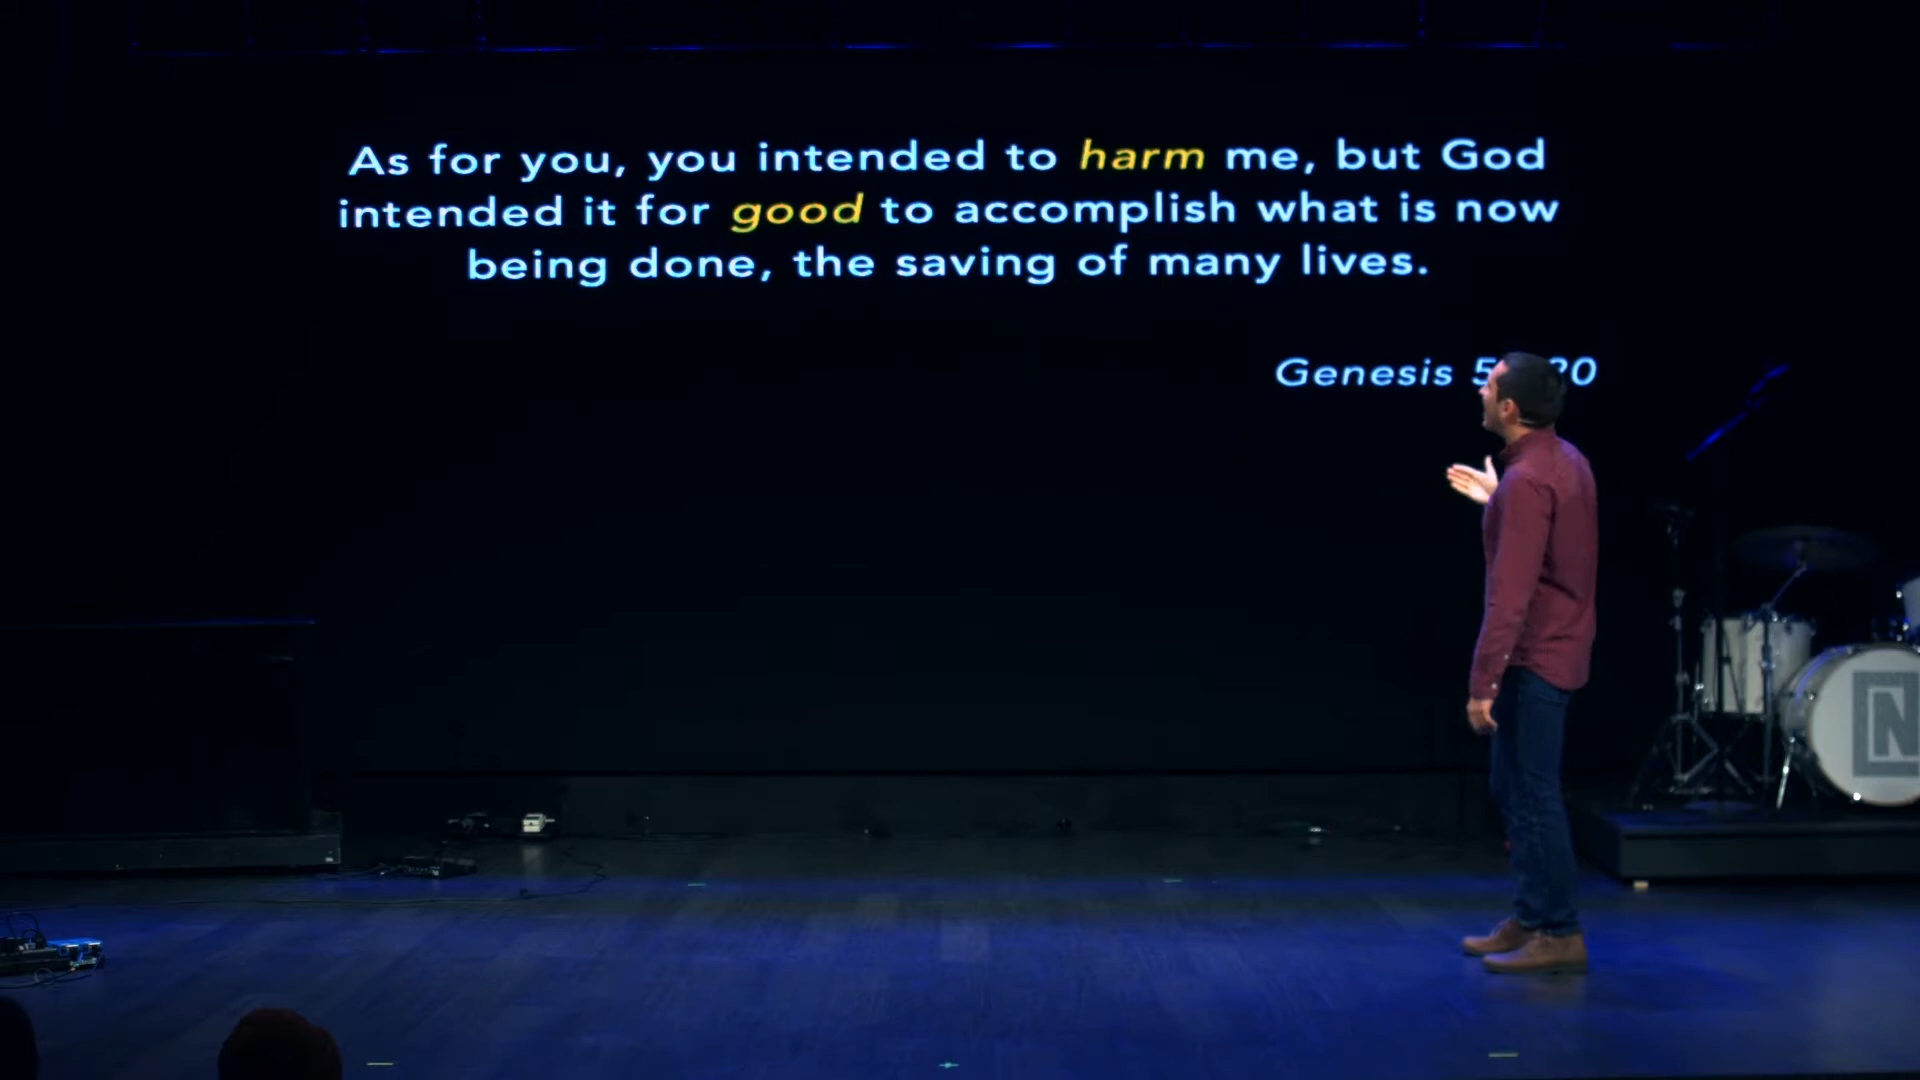 As for you, you intended to harm me, but God
intended it for good to accomplish what is now
being done, the saving of many lives.
Genesis
N